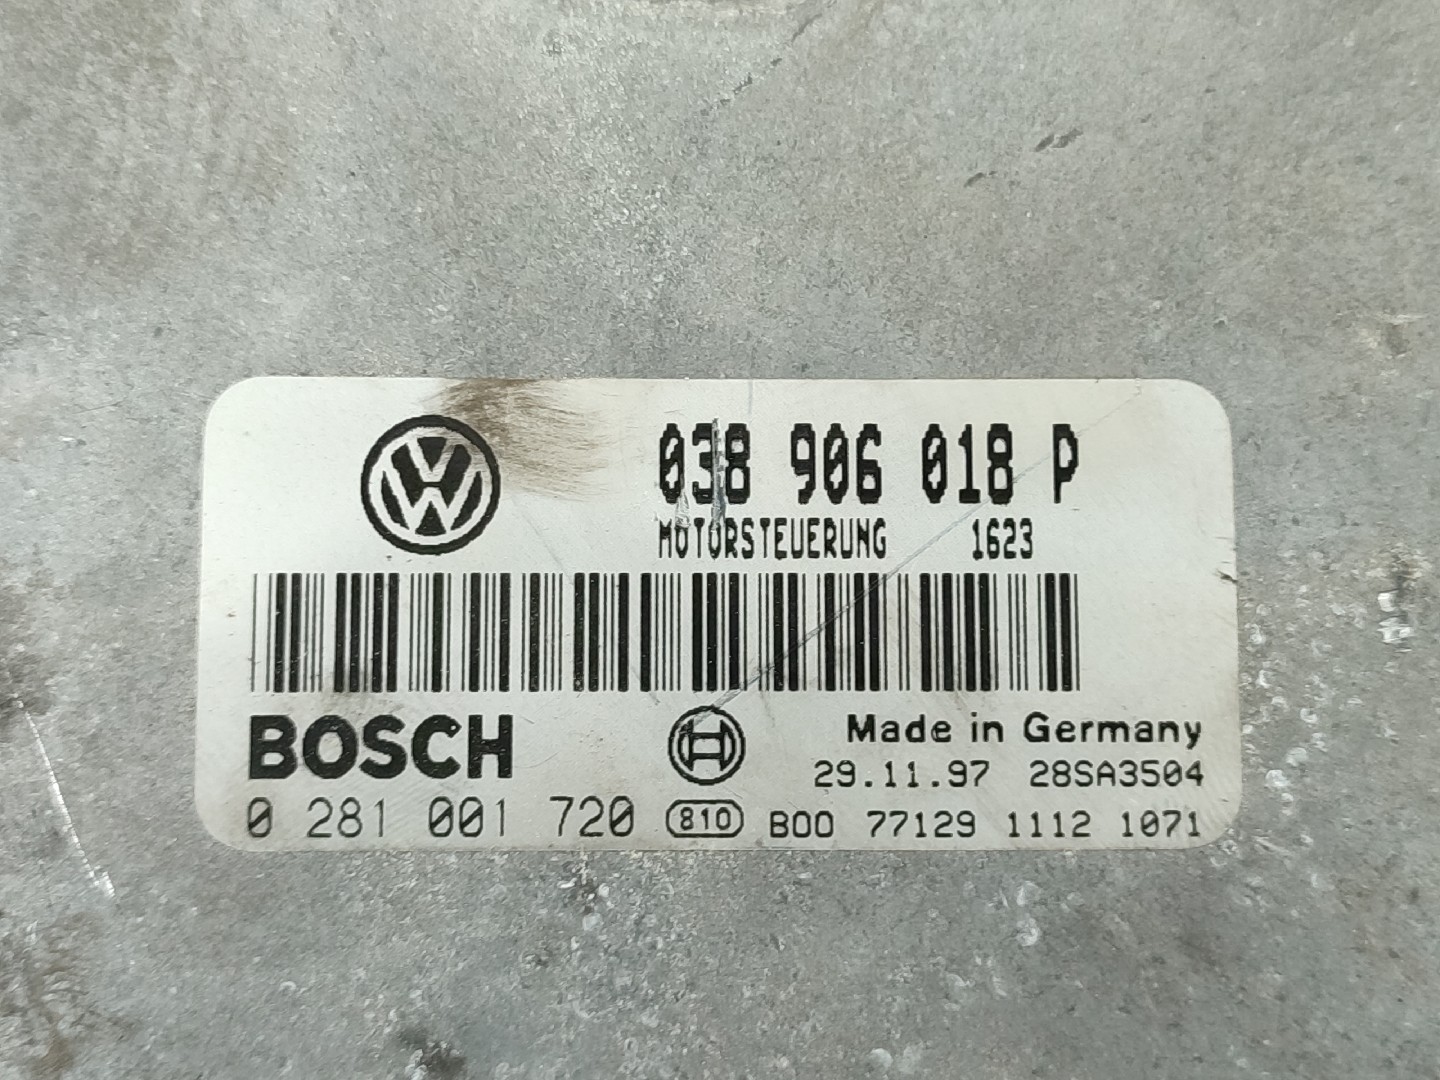 038 906 018 P
MOTORSTEUERUNG 1623
BOSCH
Made in Germany
29.11.97 28SA3504
0 281 001 720 810 B00 77129 1112 1071